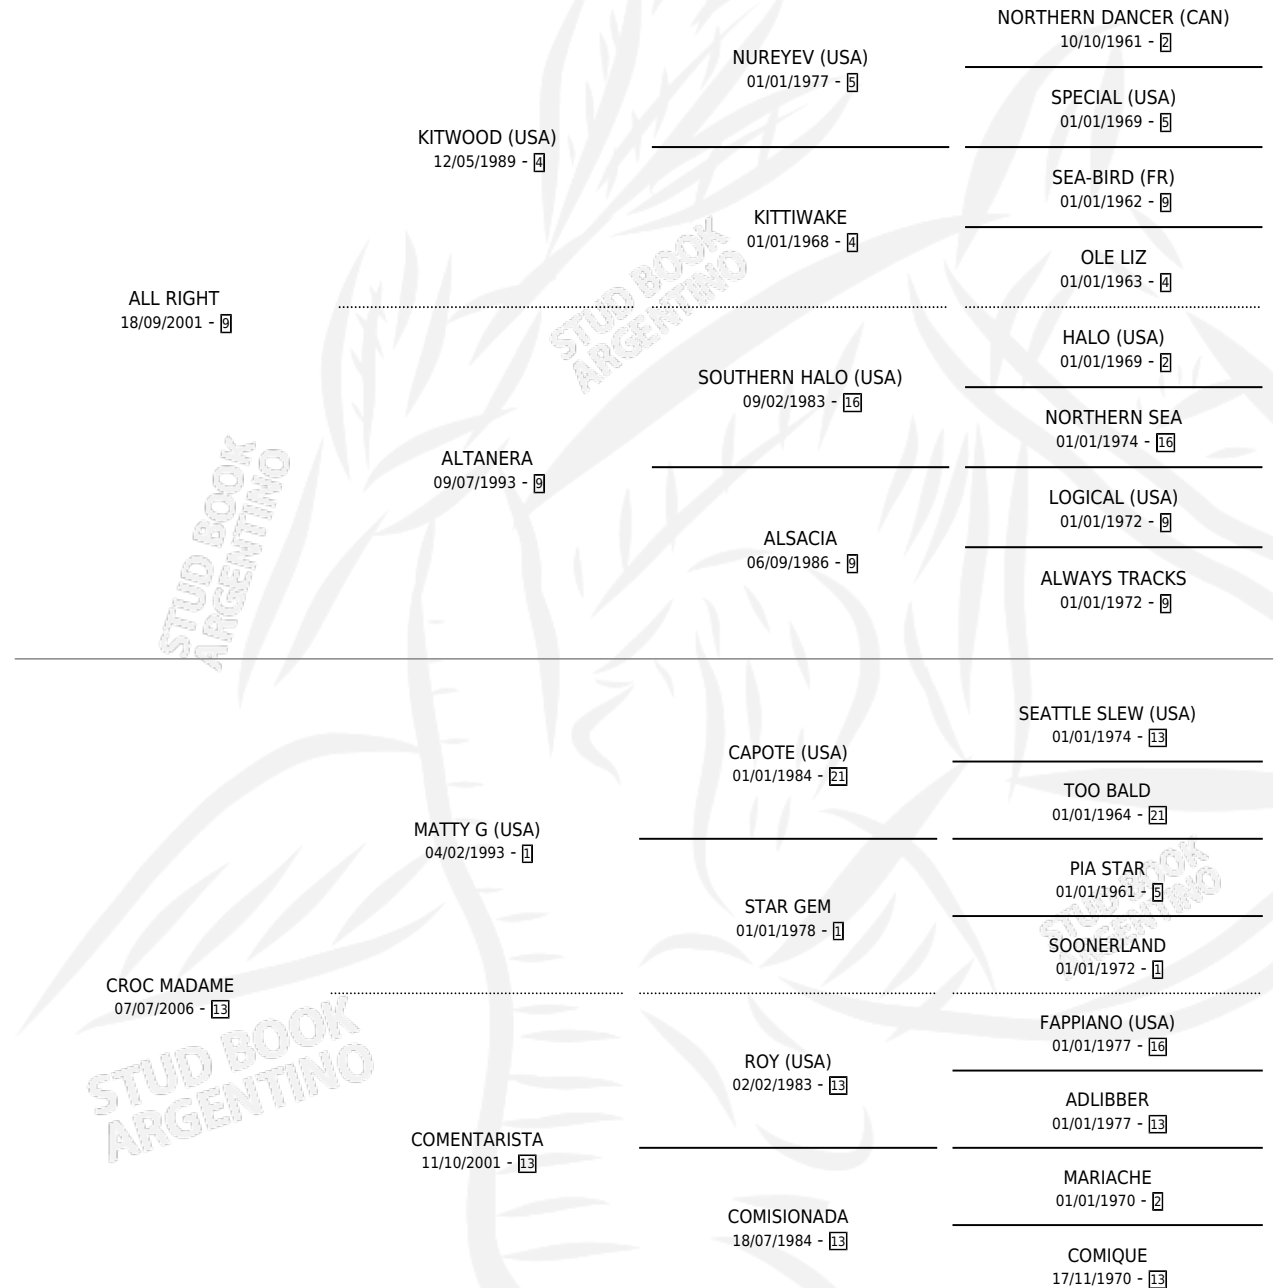 NORTHERN DANCER (CAN)
10/10/1961 - 2
NUREYEV (USA)
01/01/1977 - 5
SPECIAL (USA)
01/01/1969 - 5
KITWOOD (USA)
12/05/1989 - 4
SEA-BIRD (FR)
01/01/1962 - 9
KITTIWAKE
01/01/1968 - 4
OLE LIZ
01/01/1963 - 4
ALL RIGHT
18/09/2001 - 9
HALO (USA)
01/01/1969 - 2
SOUTHERN HALO (USA)
09/02/1983 - 16
NORTHERN SEA
01/01/1974 - 16
ALTANERA
09/07/1993 - 9
LOGICAL (USA)
01/01/1972 - 9
ALSACIA
06/09/1986 - 9
ALWAYS TRACKS
01/01/1972 - 9
STUD BOOK
ARGENTINO
STUD BOOK
ARGENTINO
SEATTLE SLEW (USA)
01/01/1974 - 13
CAPOTE (USA)
01/01/1984 - 21
TOO BALD
01/01/1964 - 21
MATTY G (USA)
04/02/1993 - 1
PIA STAR
01/01/1961 - 5
STAR GEM
01/01/1978 - 1
SOONERLAND
01/01/1972 - 1
STUD BOOK
ARGENTINO
CROC MADAME
07/07/2006 - 13
FAPPIANO (USA)
01/01/1977 - 16
ROY (USA)
02/02/1983 - 13
ADLIBBER
01/01/1977 - 13
COMENTARISTA
11/10/2001 - 13
MARIACHE
01/01/1970 - 2
COMISIONADA
18/07/1984 - 13
COMIQUE
17/11/1970 - 13
STUD BOOK
ARGENTINO